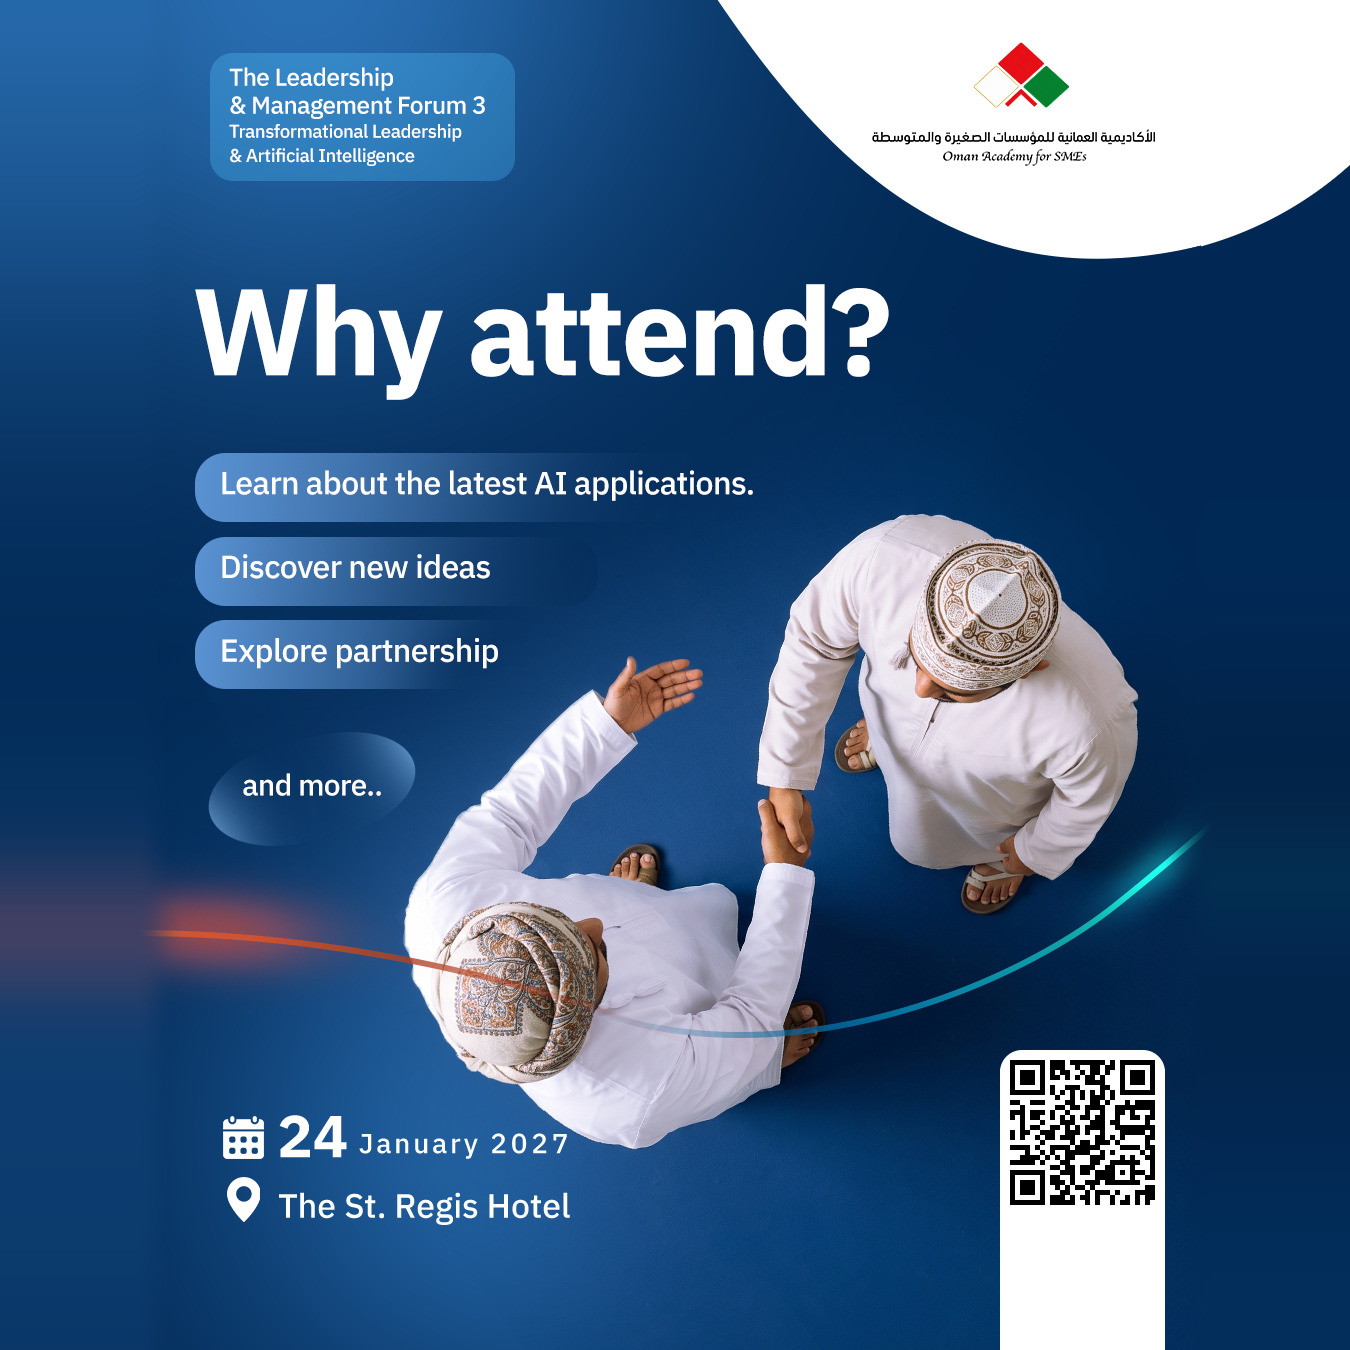 The Leadership
& Management Forum 3
Transformational Leadership
& Artificial Intelligence
الأكاديمية العمانية للمؤسسات الصغيرة والمتوسطة
Oman Academy for SMEs
Why attend?
Learn about the latest AI applications.
Discover new ideas
Explore partnership
and more..
24 January 2027
The St. Regis Hotel